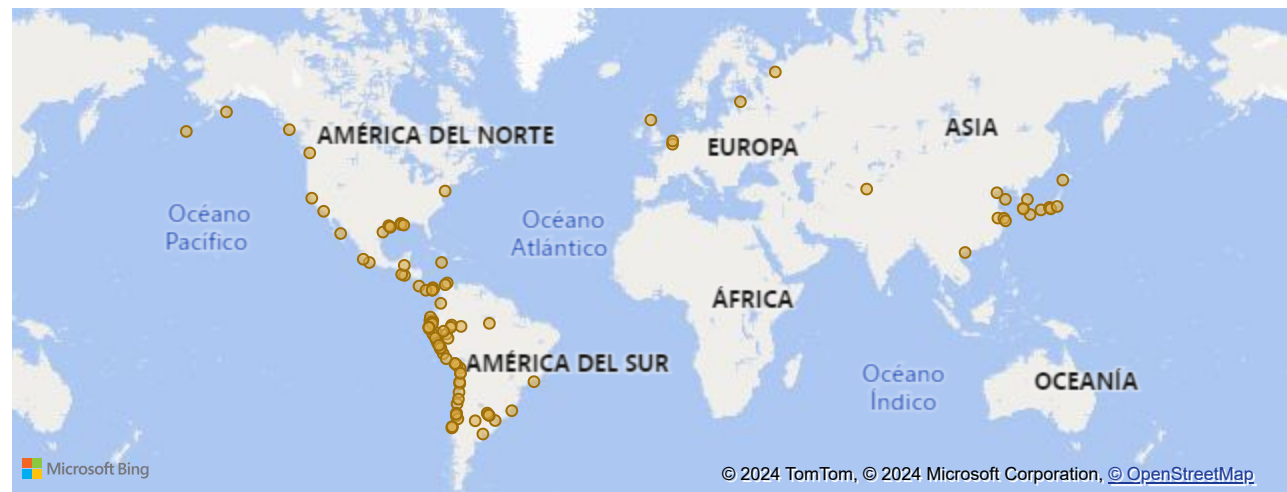 AMÉRICA DEL NORTE
EUROPA
ASIA
Océano
Pacífico
Océano
Atlántico
ÁFRICA
AMÉRICA DEL SUR
Océano
Índico
OCEANÍA
Microsoft Bing
© 2024 TomTom, © 2024 Microsoft Corporation, © OpenStreetMap